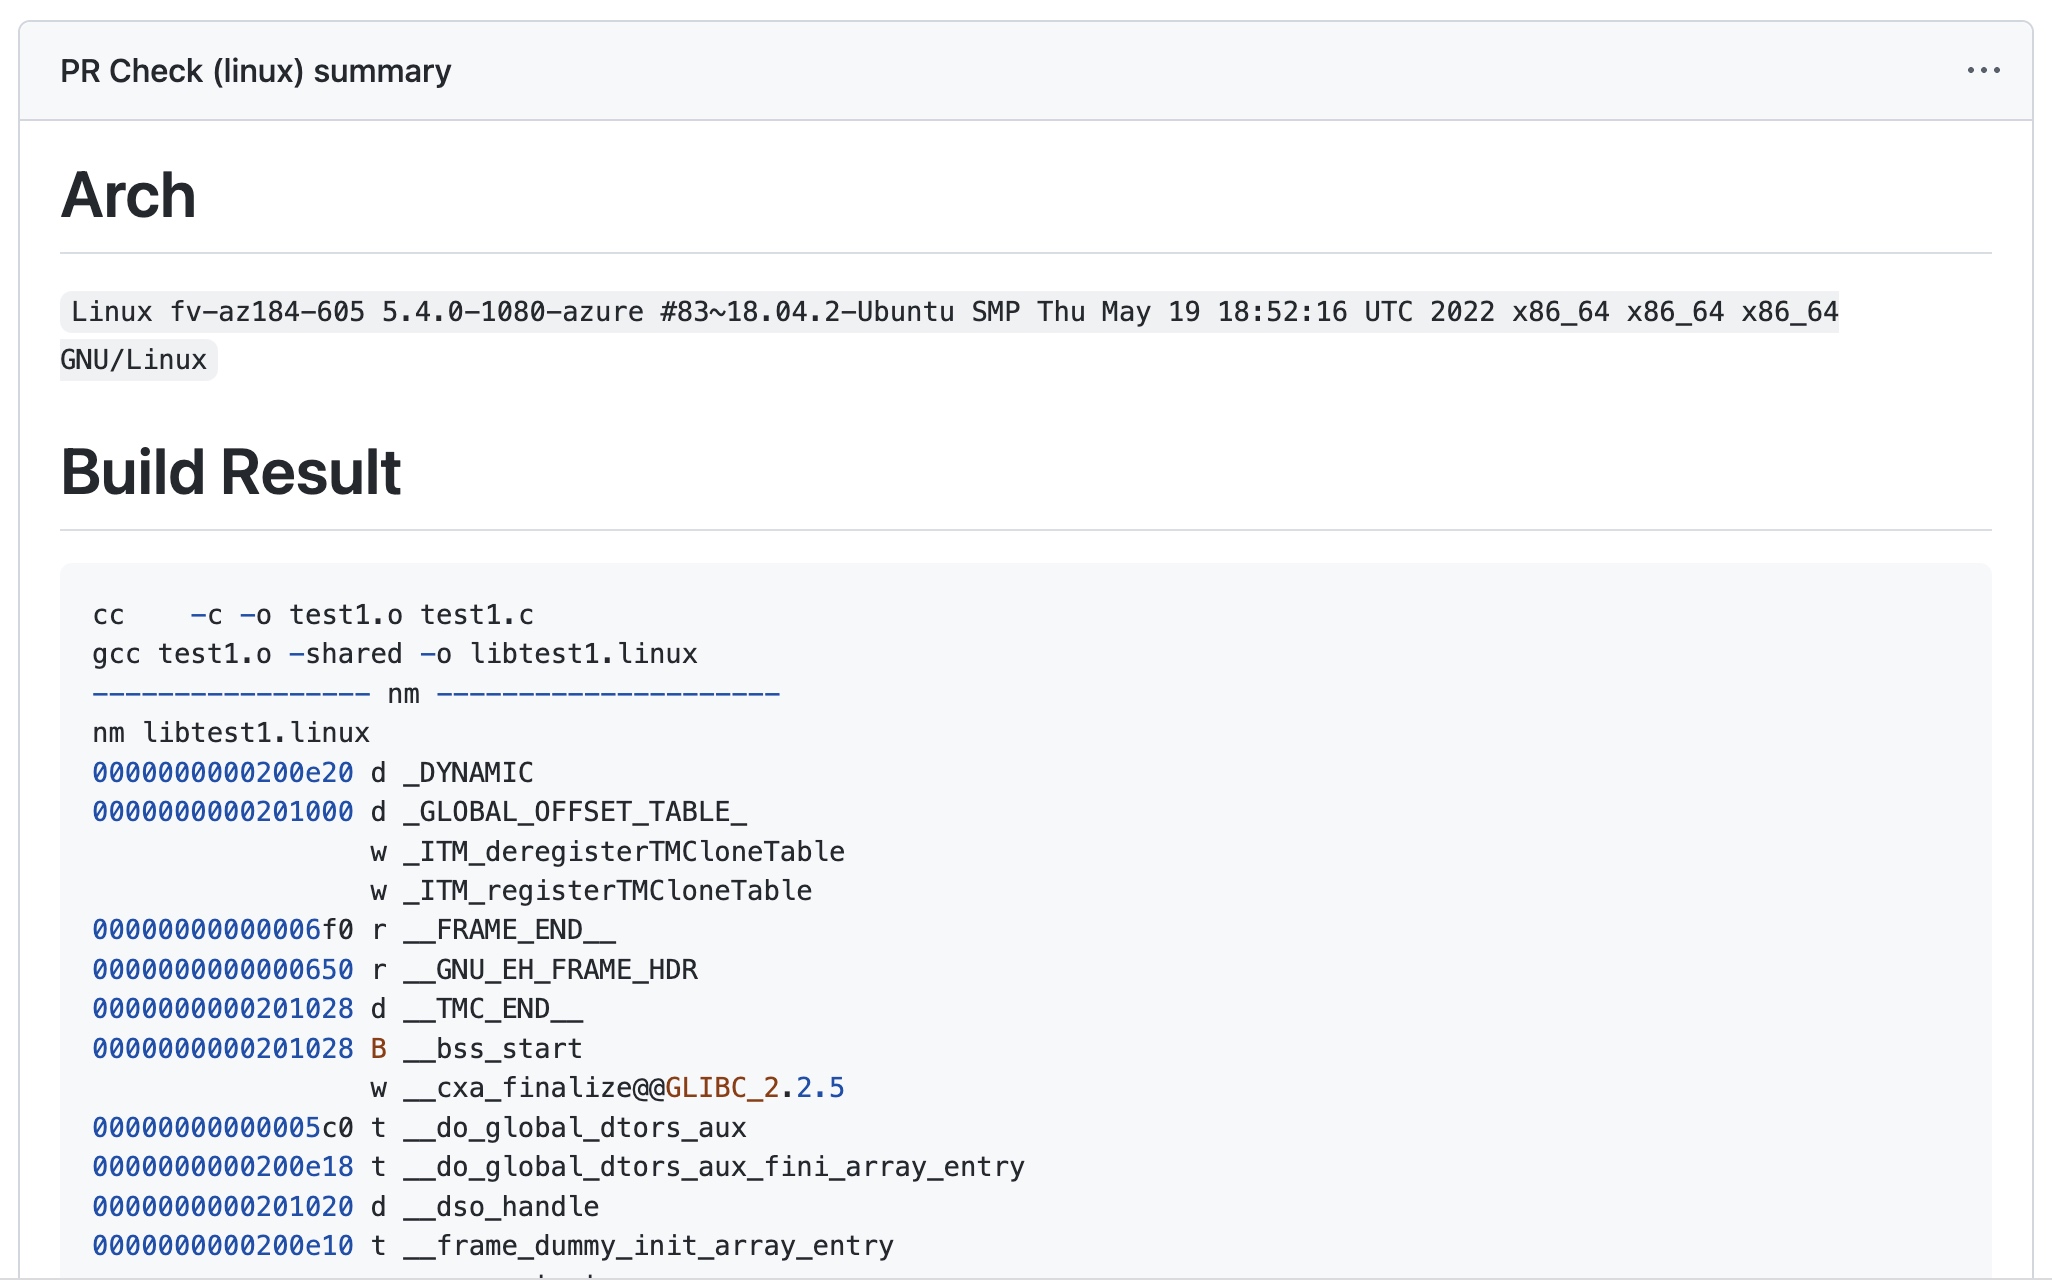 PR Check (linux) summary
Arch
Linux fv-az184-605 5.4.0-1080-azure #83~18.04.2-Ubuntu SMP Thu May 19 18:52:16 UTC 2022 x86_64 x86_64 x86_64
GNU/Linux
Build Result
cc    -c -o test1.o test1.c
gcc test1.o -shared -o libtest1.linux
----------------- nm ---------------------
nm libtest1.linux
0000000000200e20 d _DYNAMIC
0000000000201000 d _GLOBAL_OFFSET_TABLE_
                 w _ITM_deregisterTMCloneTable
                 w _ITM_registerTMCloneTable
00000000000006f0 r __FRAME_END__
0000000000000650 r __GNU_EH_FRAME_HDR
0000000000201028 d __TMC_END__
0000000000201028 B __bss_start
                 w __cxa_finalize@@GLIBC_2.2.5
00000000000005c0 t __do_global_dtors_aux
0000000000200e18 t __do_global_dtors_aux_fini_array_entry
0000000000201020 d __dso_handle
0000000000200e10 t __frame_dummy_init_array_entry